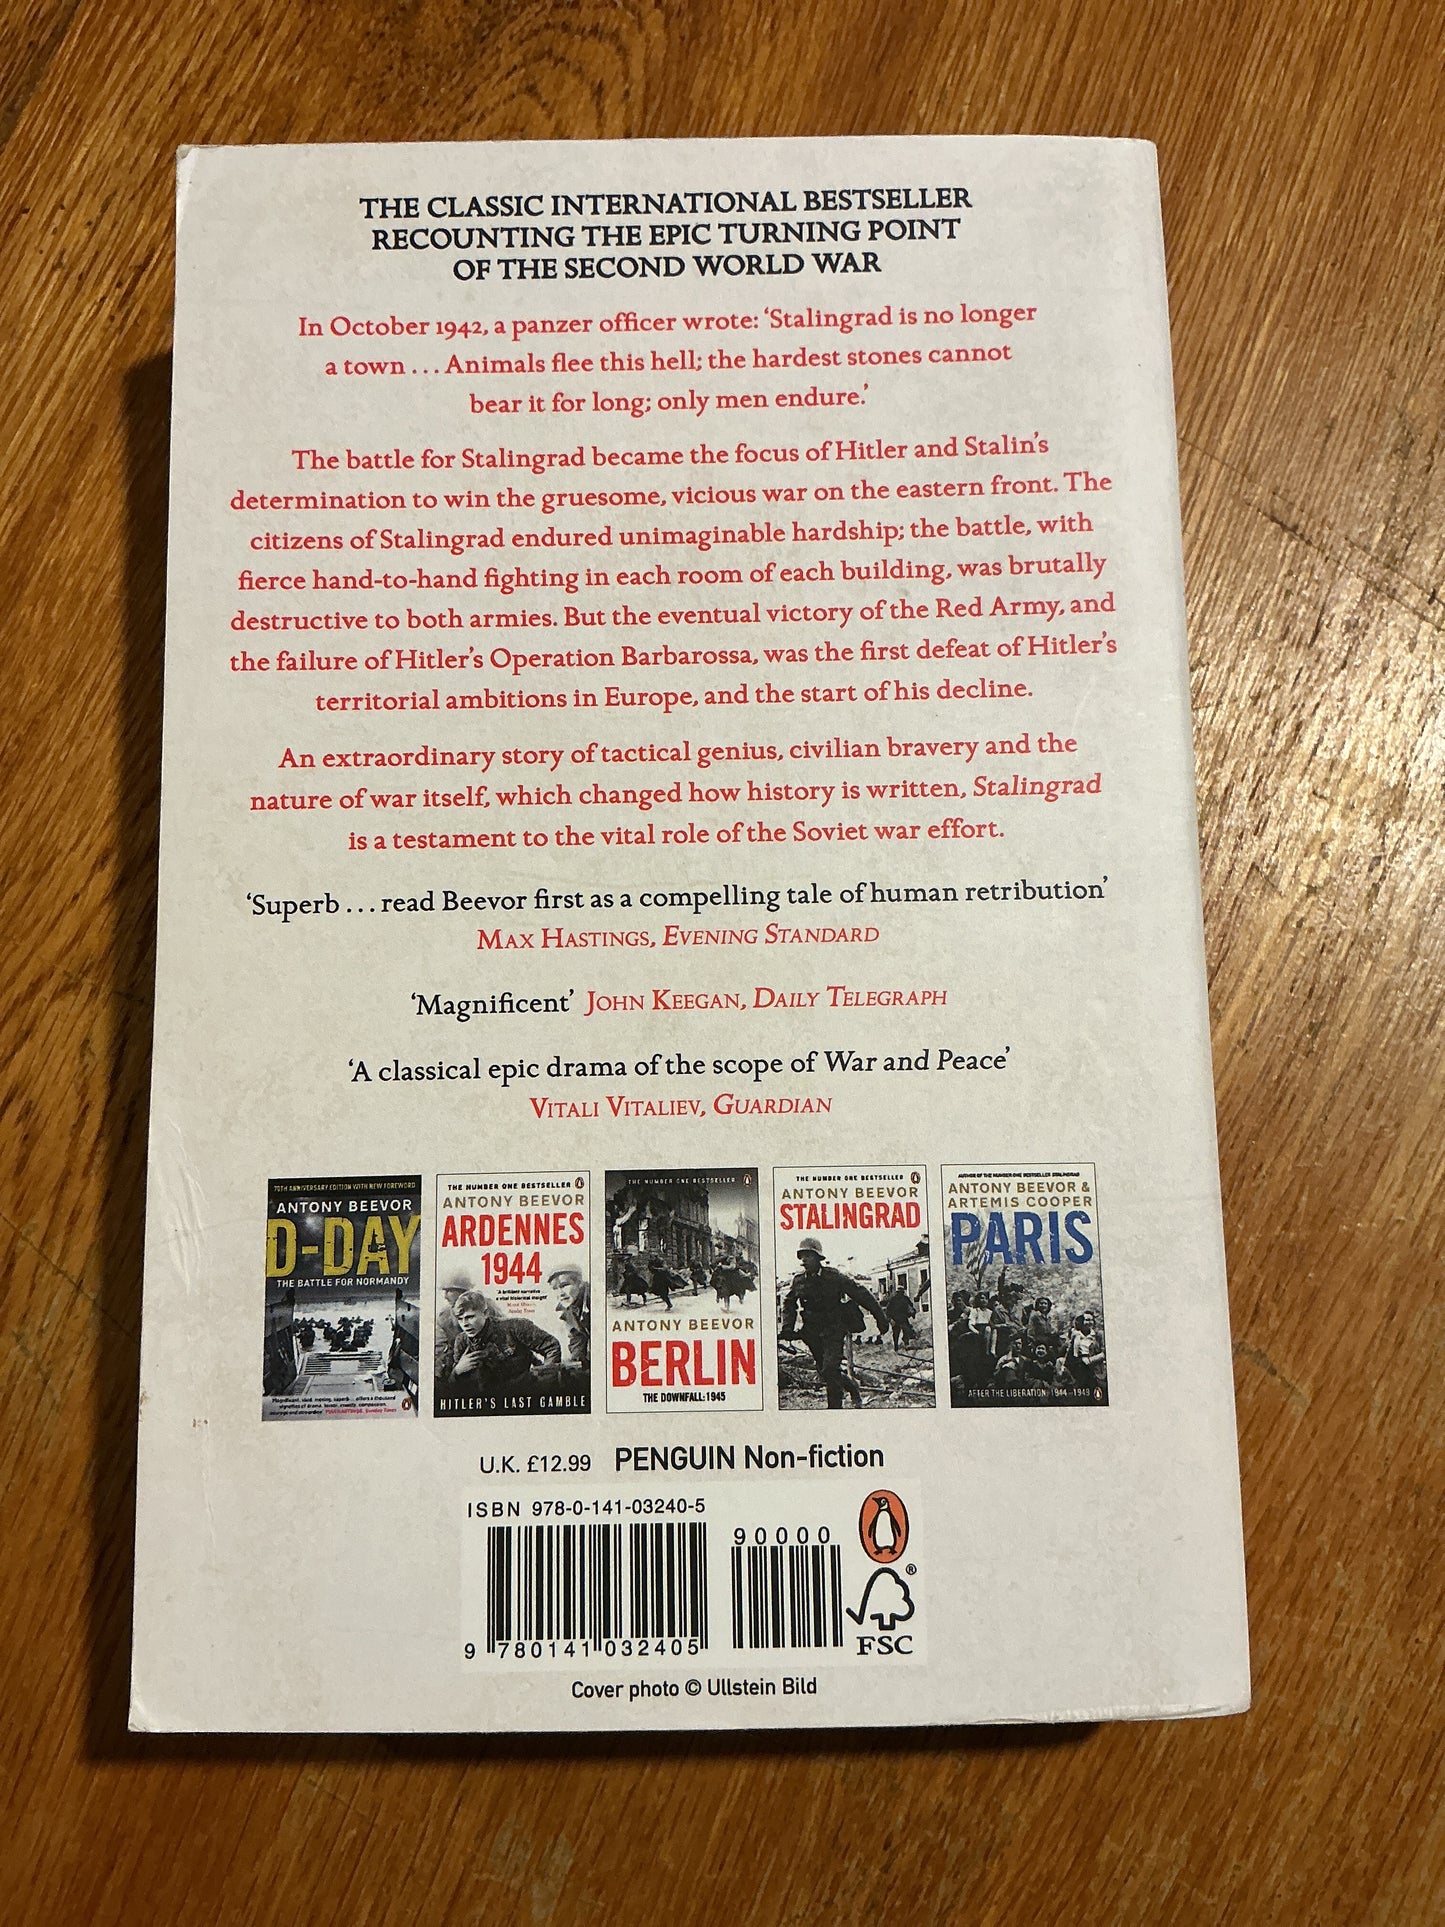 THE CLASSIC INTERNATIONAL BESTSELLER
RECOUNTING THE EPIC TURNING POINT
OF THE SECOND WORLD WAR
In October 1942, a panzer officer wrote: ‘Stalingrad is no longer
a town . . . Animals flee this hell; the hardest stones cannot
bear it for long; only men endure.’
The battle for Stalingrad became the focus of Hitler and Stalin’s
determination to win the gruesome, vicious war on the eastern front. The
citizens of Stalingrad endured unimaginable hardship; the battle, with
fierce hand-to-hand fighting in each room of each building, was brutally
destructive to both armies. But the eventual victory of the Red Army, and
the failure of Hitler’s Operation Barbarossa, was the first defeat of Hitler’s
territorial ambitions in Europe, and the start of his decline.
An extraordinary story of tactical genius, civilian bravery and the
nature of war itself, which changed how history is written, Stalingrad
is a testament to the vital role of the Soviet war effort.
‘Superb . . . read Beevor first as a compelling tale of human retribution’
MAX HASTINGS, EVENING STANDARD
‘Magnificent’ JOHN KEEGAN, DAILY TELEGRAPH
‘A classical epic drama of the scope of War and Peace’
VITALI VITALIEV, GUARDIAN
70TH ANNIVERSARY EDITION WITH NEW FOREWORD
ANTONY BEEVOR
D-DAY
THE BATTLE FOR NORMANDY
THE NUMBER ONE BESTSELLER
ANTONY BEEVOR
ARDENNES
1944
HITLER'S LAST GAMBLE
THE NUMBER ONE BESTSELLER
ANTONY BEEVOR
BERLIN
THE DOWNFALL: 1945
THE NUMBER ONE BESTSELLER
ANTONY BEEVOR
STALINGRAD
AUTHOR OF THE NUMBER ONE BESTSELLER STALINGRAD
ANTONY BEEVOR &
ARTEMIS COOPER
PARIS
AFTER THE LIBERATION: 1944-1949
U.K. £12.99 PENGUIN Non-fiction
ISBN 978-0-141-03240-5
90000
9 780141 032405
FSC®
Cover photo © Ullstein Bild